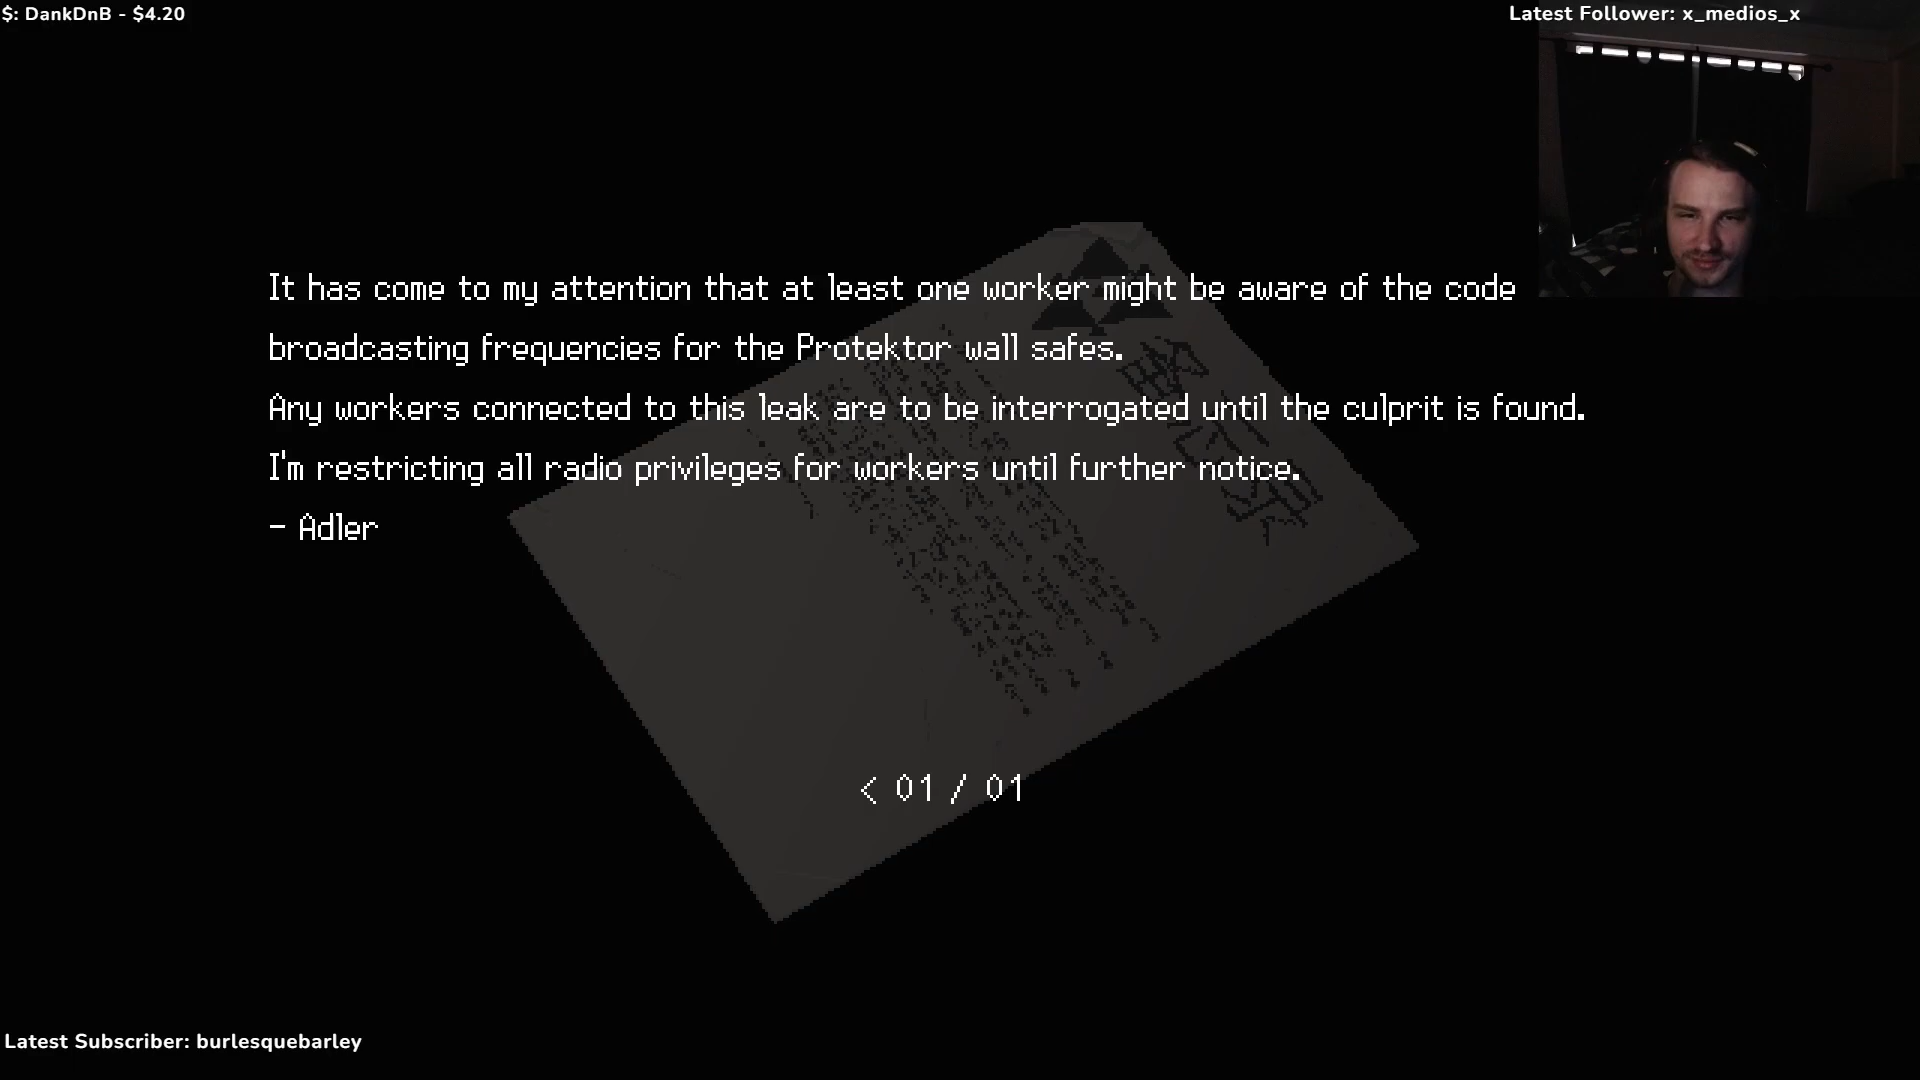 $: DankDnB - $4.20
Latest Follower: x_medios_x
It has come to my attention that at least one worker might be aware of the code
broadcasting frequencies for the Protektor wall safes.
Any workers connected to this leak are to be interrogated until the culprit is found.
I'm restricting all radio privileges for workers until further notice.
- Adler
< 01 / 01
Latest Subscriber: burlesquebarley